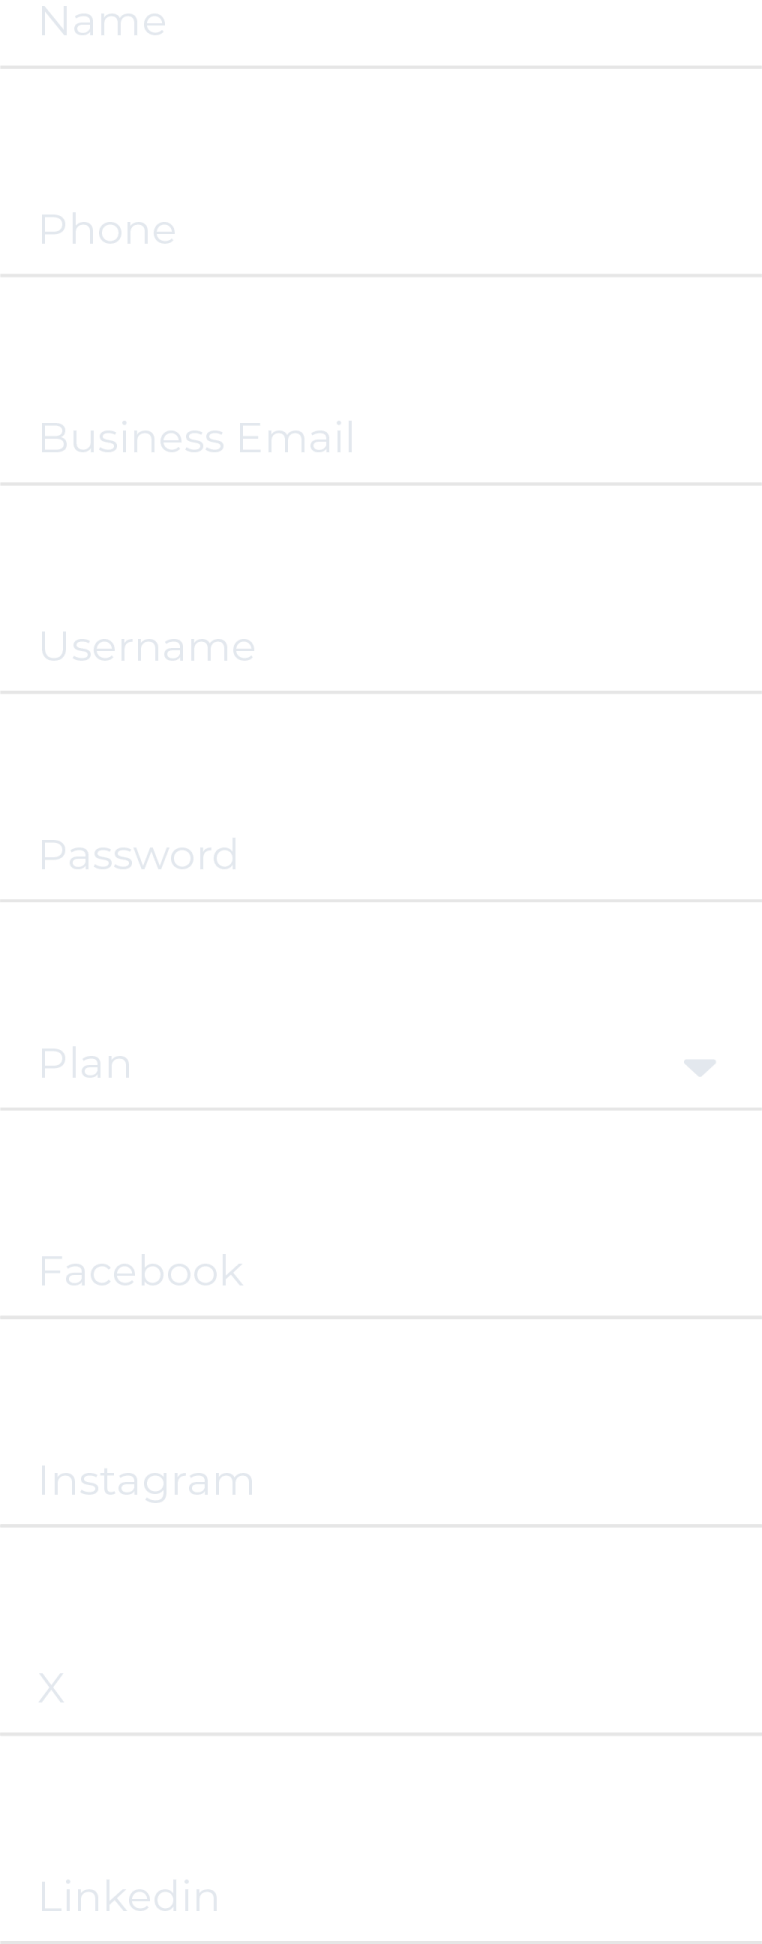 Name
Phone
Business Email
Username
Password
Plan
Facebook
Instagram
X
Linkedin